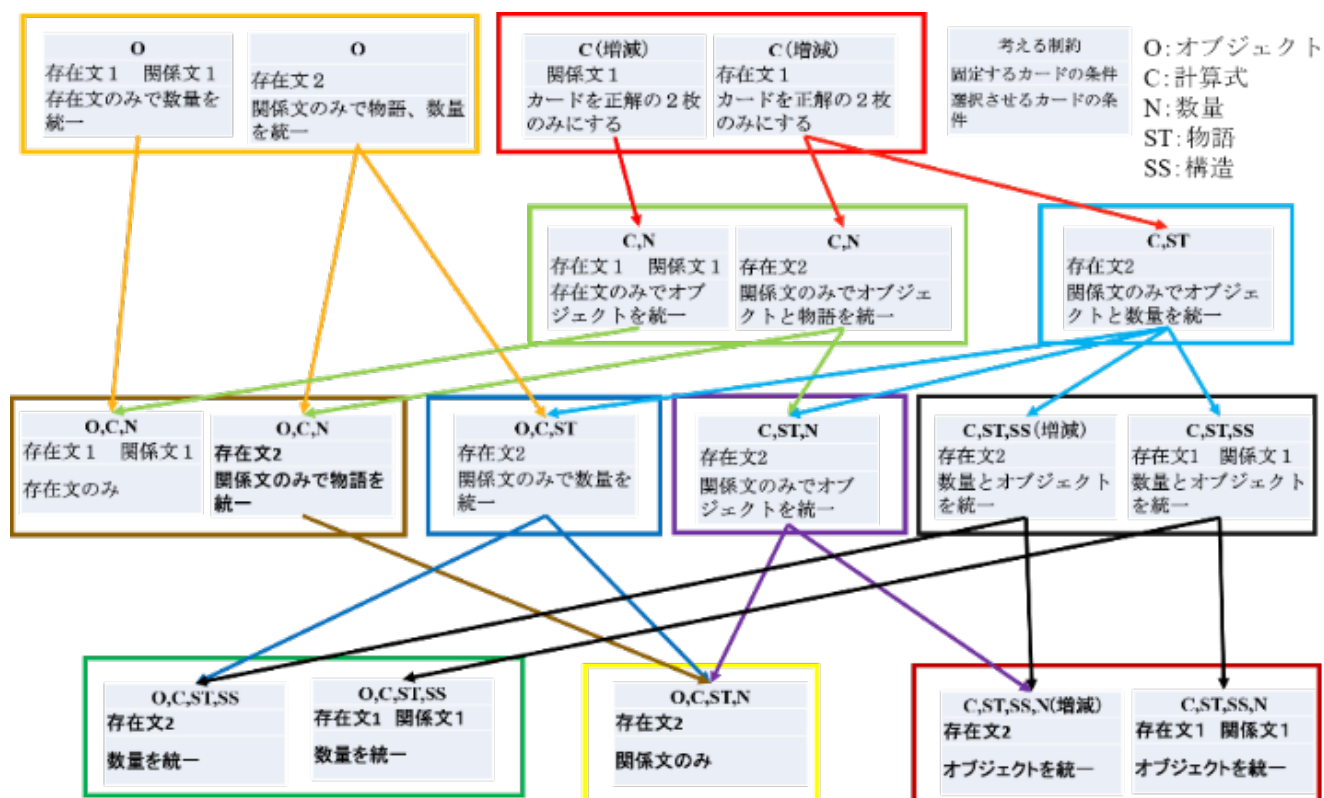 O
存在文1 関係文1
存在文のみで数量を
統一
O
存在文2
関係文のみで物語、数量
を統一
C(増減)
関係文1
カードを正解の2枚
のみにする
C(増減)
存在文1
カードを正解の2枚
のみにする
考える制約
固定するカードの条件
選択させるカードの条
件
O:オブジェクト
C:計算式
N:数量
ST:物語
SS:構造
C,N
存在文1 関係文1
存在文のみでオブ
ジェクトを統一
C,N
存在文2
関係文のみでオブジェ
クトと物語を統一
C,ST
存在文2
関係文のみでオブジェ
クトと数量を統一
O,C,N
存在文1 関係文1
存在文のみ
O,C,N
存在文2
関係文のみで物語を
統一
O,C,ST
存在文2
関係文のみで数量を
統一
C,ST,N
存在文2
関係文のみでオブ
ジェクトを統一
C,ST,SS(増減)
存在文2
数量とオブジェクト
を統一
C,ST,SS
存在文1 関係文1
数量とオブジェクト
を統一
O,C,ST,SS
存在文2
数量を統一
O,C,ST,SS
存在文1 関係文1
数量を統一
O,C,ST,N
存在文2
関係文のみ
C,ST,SS,N(増減)
存在文2
オブジェクトを統一
C,ST,SS,N
存在文1 関係文1
オブジェクトを統一